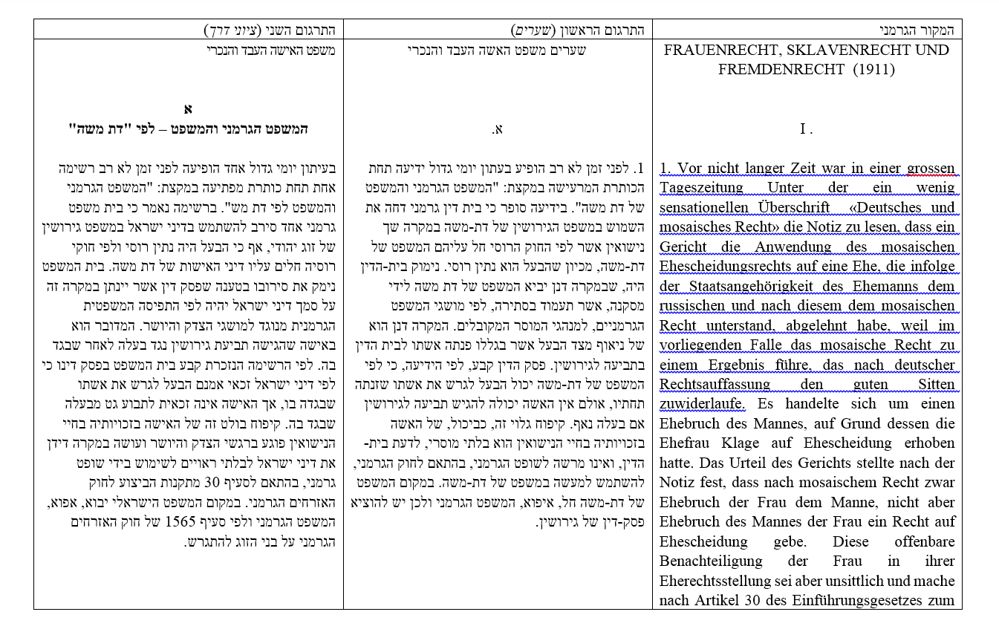 המקור הגרמני
התרגום הראשון (שערים)
התרגום השני (ציוני דרך)
FRAUENRECHT, SKLAVENRECHT UND
FREMDENRECHT (1911)
I .
1. Vor nicht langer Zeit war in einer grossen
Tageszeitung Unter der ein wenig
sensationellen Überschrift «Deutsches und
mosaisches Recht» die Notiz zu lesen, dass ein
Gericht die Anwendung des mosaischen
Ehescheidungsrechts auf eine Ehe, die infolge
der Staatsangehörigkeit des Ehemanns dem
russischen und nach diesem dem mosaischen
Recht unterstand, abgelehnt habe, weil im
vorliegenden Falle das mosaische Recht zu
einem Ergebnis führe, das nach deutscher
Rechtsauffassung den guten Sitten
zuwiderlaufe. Es handelte sich um einen
Ehebruch des Mannes, auf Grund dessen die
Ehefrau Klage auf Ehescheidung erhoben
hatte. Das Urteil des Gerichts stellte nach der
Notiz fest, dass nach mosaischem Recht zwar
Ehebruch der Frau dem Manne, nicht aber
Ehebruch des Mannes der Frau ein Recht auf
Ehescheidung gebe. Diese offenbare
Benachteiligung der Frau in ihrer
Eherechtsstellung sei aber unsittlich und mache
nach Artikel 30 des Einführungsgesetzes zum
שערים משפט האשה העבד והנכרי
א.
1. לפני זמן לא רב הופיע בעתון יומי גדול ידיעה תחת
הכותרת המרעישה במקצת: "המשפט הגרמני והמשפט
של דת משה". בידיעה סופר כי בית דין גרמני דחה את
השמוש במשפט הגירושין של דת-משה במקרה שך
נישואין אשר לפי החוק הרוסי חל עליהם המשפט של
דת-משה, מכיון שהבעל הוא נתין רוסי. נימוק בית-הדין
היה, שבמקרה דנן יביא המשפט של דת משה לידי
מסקנה, אשר תעמוד בסתירה, לפי מושגי המשפט
הגרמניים, למנהגי המוסר המקובלים. המקרה דנן הוא
של ניאוף מצד הבעל אשר בגללו פנתה אשתו לבית הדין
בתביעה לגירושין. פסק הדין קבע, לפי הידיעה, כי לפי
המשפט של דת-משה יכול הבעל לגרש את אשתו שזנתה
תחתיו, אולם אין האשה יכולה להגיש תביעה לגירושין
אם בעלה נאף. קיפוח גלוי זה, כביכול, של האשה
בזכויותיה בחיי הנישואין הוא בלתי מוסרי, לדעת בית-
הדין, ואינו מרשה לשופט הגרמני, בהתאם לחוק הגרמני,
להשתמש למעשה במשפט של דת-משה. במקום המשפט
של דת-משה חל, איפוא, המשפט הגרמני ולכן יש להוציא
פסק-דין של גירושין.
משפט האישה העבד והנכרי
א
המשפט הגרמני והמשפט – לפי "דת משה"
בעיתון יומי גדול אחד הופיעה לפני זמן לא רב רשימה
אחת תחת כותרת מפתיעה במקצת: "המשפט הגרמני
והמשפט לפי דת מש". ברשימה נאמר כי בית משפט
גרמני אחד סירב להשתמש בדיני ישראל במשפט גירושין
של זוג יהודי, אף כי הבעל היה נתין רוסי ולפי חוקי
רוסיה חלים עליו דיני האישות של דת משה. בית המשפט
נימק את סירובו בטענה שפסק דין אשר יינתן במקרה זה
על סמך דיני ישראל יהיה לפי התפיסה המשפטית
הגרמנית מנוגד למושגי הצדק והיושר. המדובר הוא
באישה שהגישה תביעת גירושין נגד בעלה לאחר שבגד
בה. לפי הרשימה הנזכרת קבע בית המשפט בפסק דינו כי
לפי דיני ישראל זכאי אמנם הבעל לגרש את אשתו
שבגדה בו, אך האישה אינה זכאית לתבוע גט מבעלה
שבגד בה. קיפוח בולט זה של האישה בזכויותיה בחיי
הנישואין פוגע ברגשי הצדק והיושר ועושה במקרה דידן
את דיני ישראל לבלתי ראויים לשימוש בידי שופט
גרמני, בהתאם לסעיף 30 מתקנות הביצוע לחוק
האזרחים הגרמני. במקום המשפט הישראלי יבוא, אפוא,
המשפט הגרמני ולפי סעיף 1565 של חוק האזרחים
הגרמני על בני הזוג להתגרש.